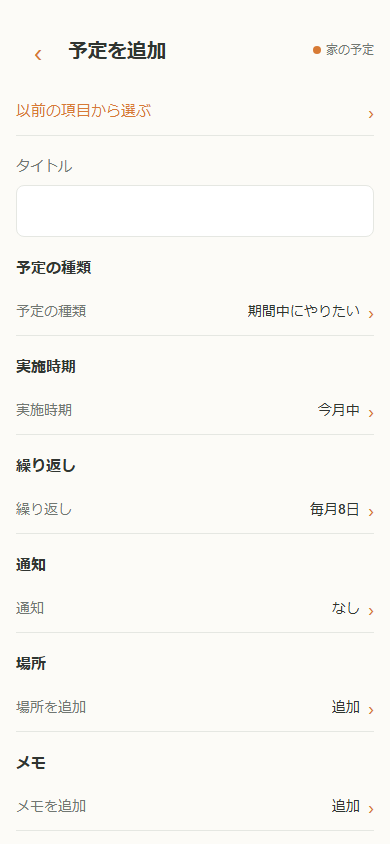 ‹ 予定を追加 家の予定
以前の項目から選ぶ ›
タイトル
予定の種類
予定の種類 期間中にやりたい ›
実施時期
実施時期 今月中 ›
繰り返し
繰り返し 毎月8日 ›
通知
通知 なし ›
場所
場所を追加 追加 ›
メモ
メモを追加 追加 ›